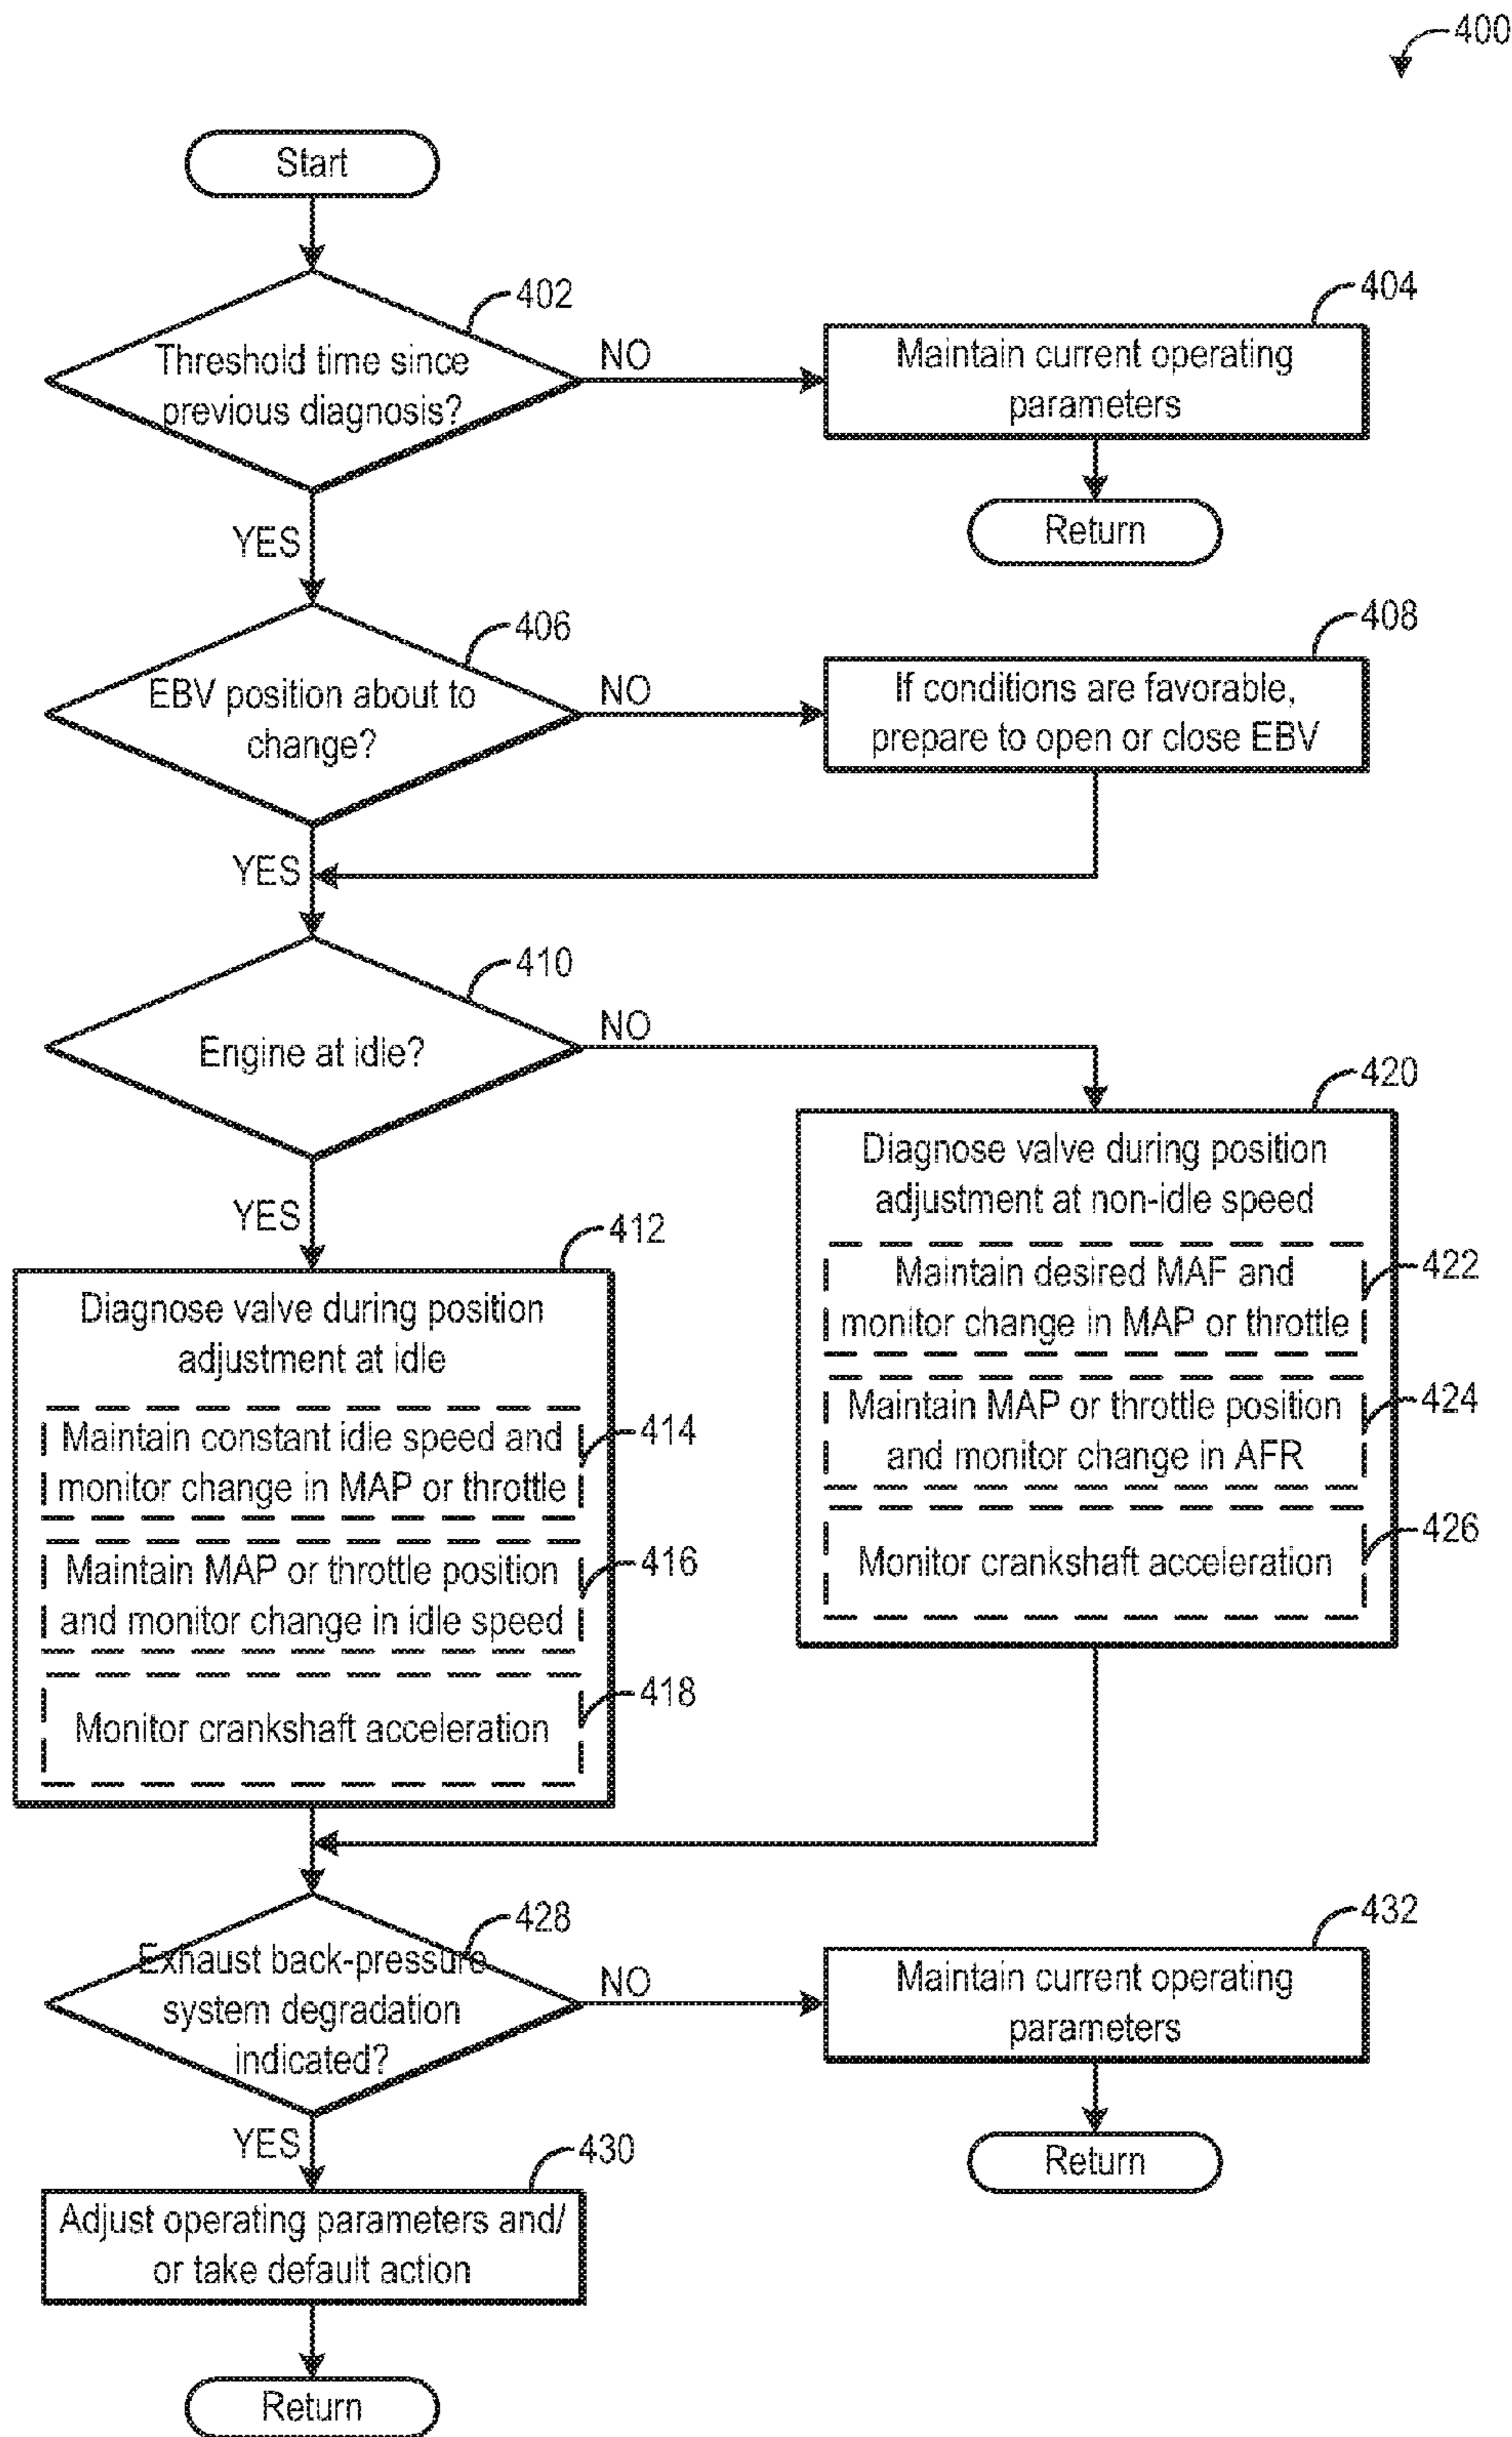 400
Start
402
Threshold time since
previous diagnosis?
NO
404
Maintain current operating
parameters
Return
YES
406
EBV position about to
change?
NO
408
If conditions are favorable,
prepare to open or close EBV
YES
410
Engine at idle?
NO
420
Diagnose valve during position
adjustment at non-idle speed
Maintain desired MAF and
monitor change in MAP or throttle
422
Maintain MAP or throttle position
and monitor change in AFR
424
Monitor crankshaft acceleration
426
YES
412
Diagnose valve during position
adjustment at idle
Maintain constant idle speed and
monitor change in MAP or throttle
414
Maintain MAP or throttle position
and monitor change in idle speed
416
Monitor crankshaft acceleration
418
428
Exhaust back-pressure
system degradation
indicated?
NO
432
Maintain current operating
parameters
Return
YES
430
Adjust operating parameters and/
or take default action
Return